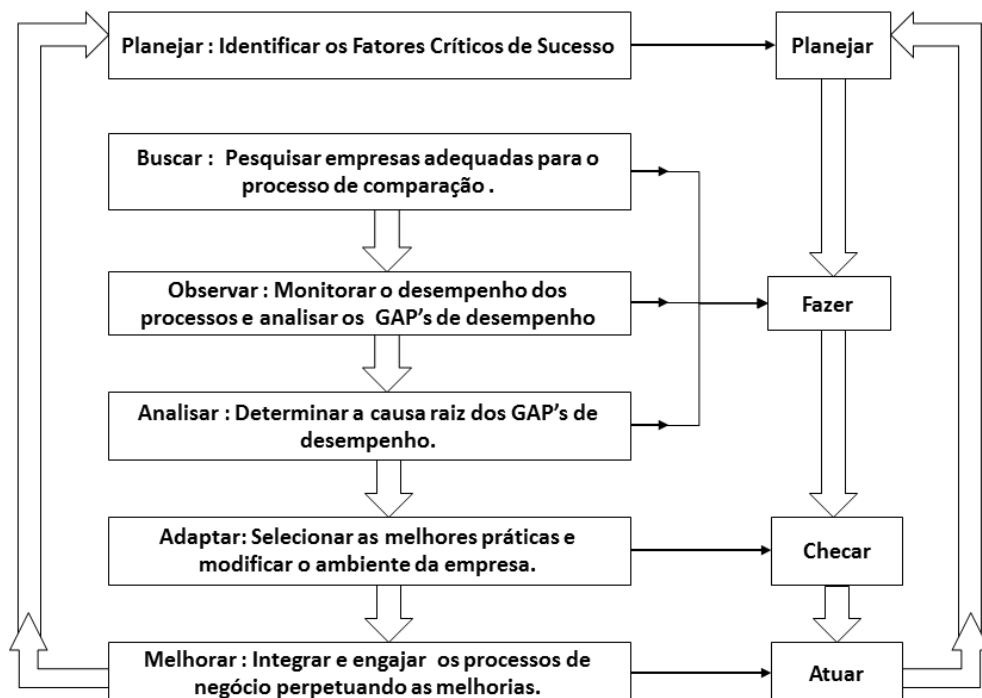 Planejar : Identificar os Fatores Críticos de Sucesso
Planejar
Buscar : Pesquisar empresas adequadas para o
processo de comparação .
Observar : Monitorar o desempenho dos
processos e analisar os GAP's de desempenho
Fazer
Analisar : Determinar a causa raiz dos GAP's de
desempenho.
Adaptar: Selecionar as melhores práticas e
modificar o ambiente da empresa.
Checar
Melhorar : Integrar e engajar os processos de
negócio perpetuando as melhorias.
Atuar